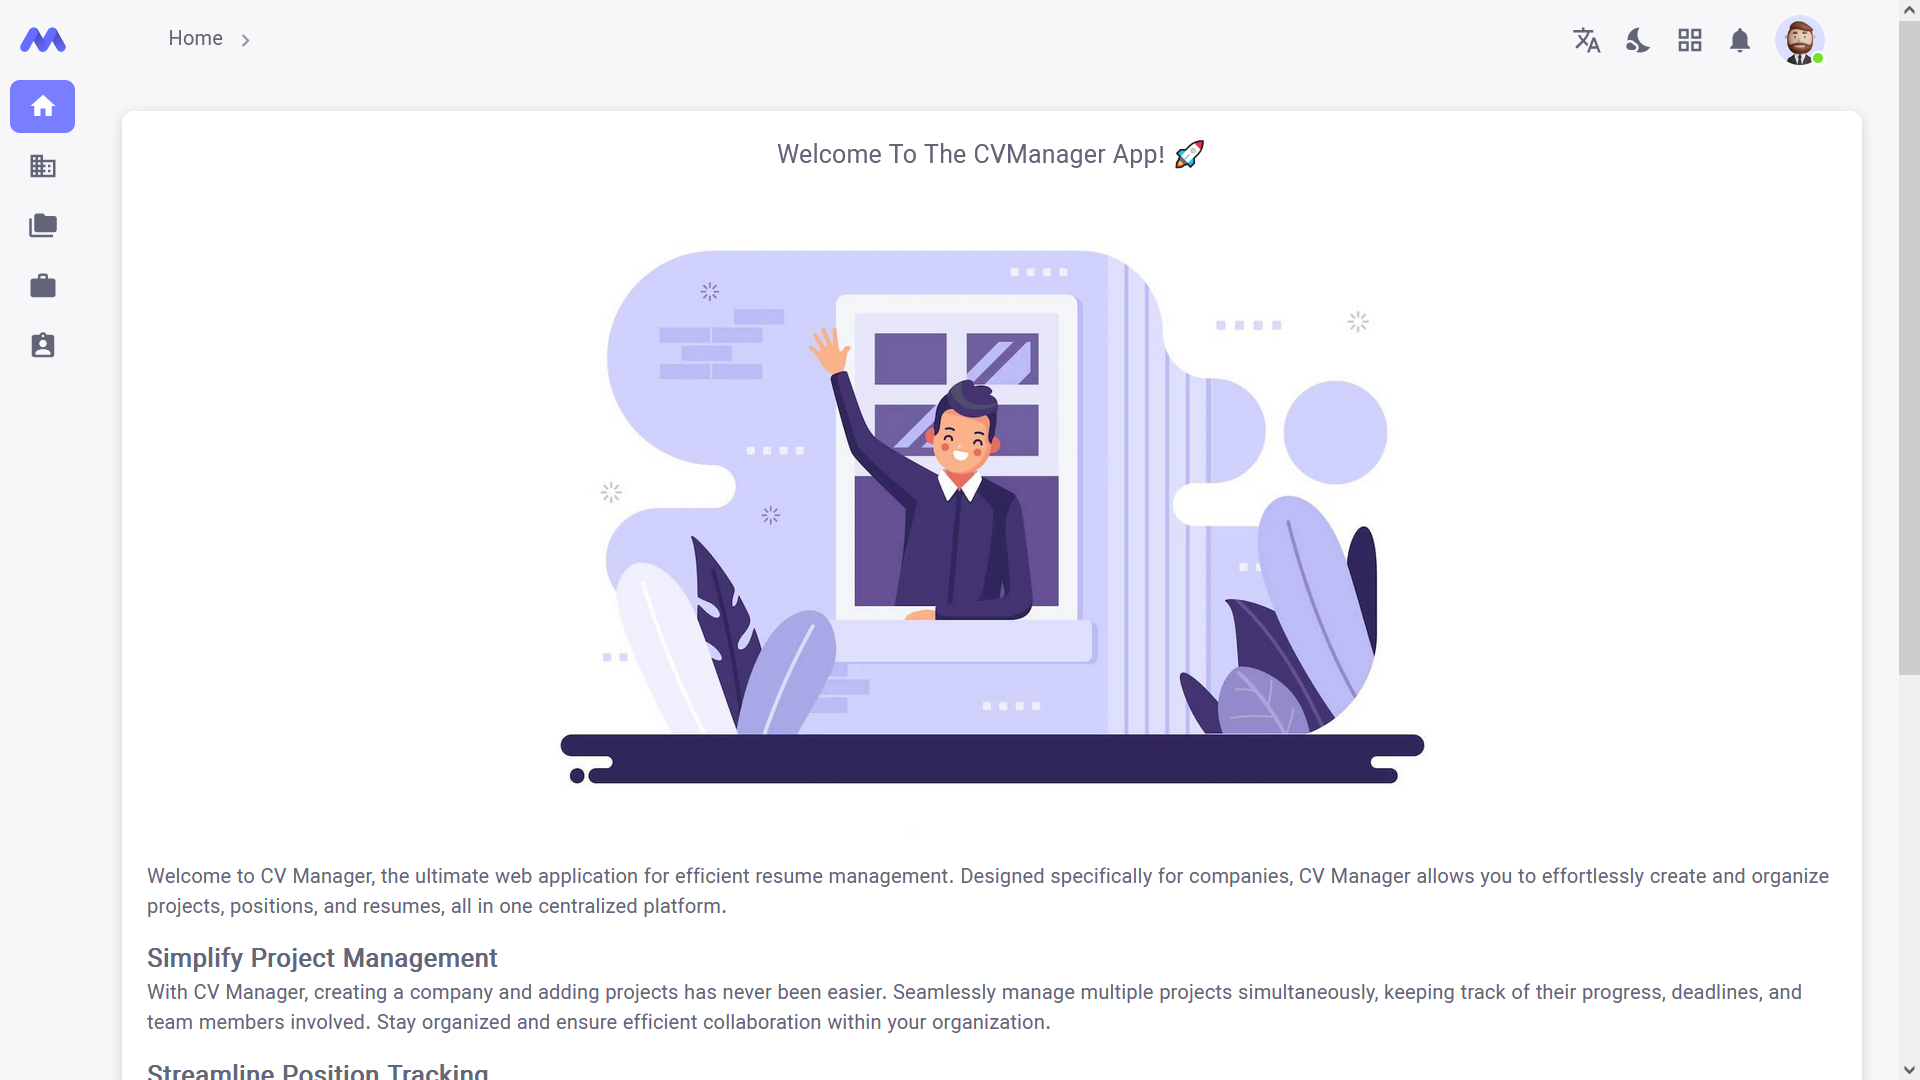 Home
Welcome To The CVManager App! 🚀
Welcome to CV Manager, the ultimate web application for efficient resume management. Designed specifically for companies, CV Manager allows you to effortlessly create and organize
projects, positions, and resumes, all in one centralized platform.
Simplify Project Management
With CV Manager, creating a company and adding projects has never been easier. Seamlessly manage multiple projects simultaneously, keeping track of their progress, deadlines, and
team members involved. Stay organized and ensure efficient collaboration within your organization.
Streamline Position Tracking